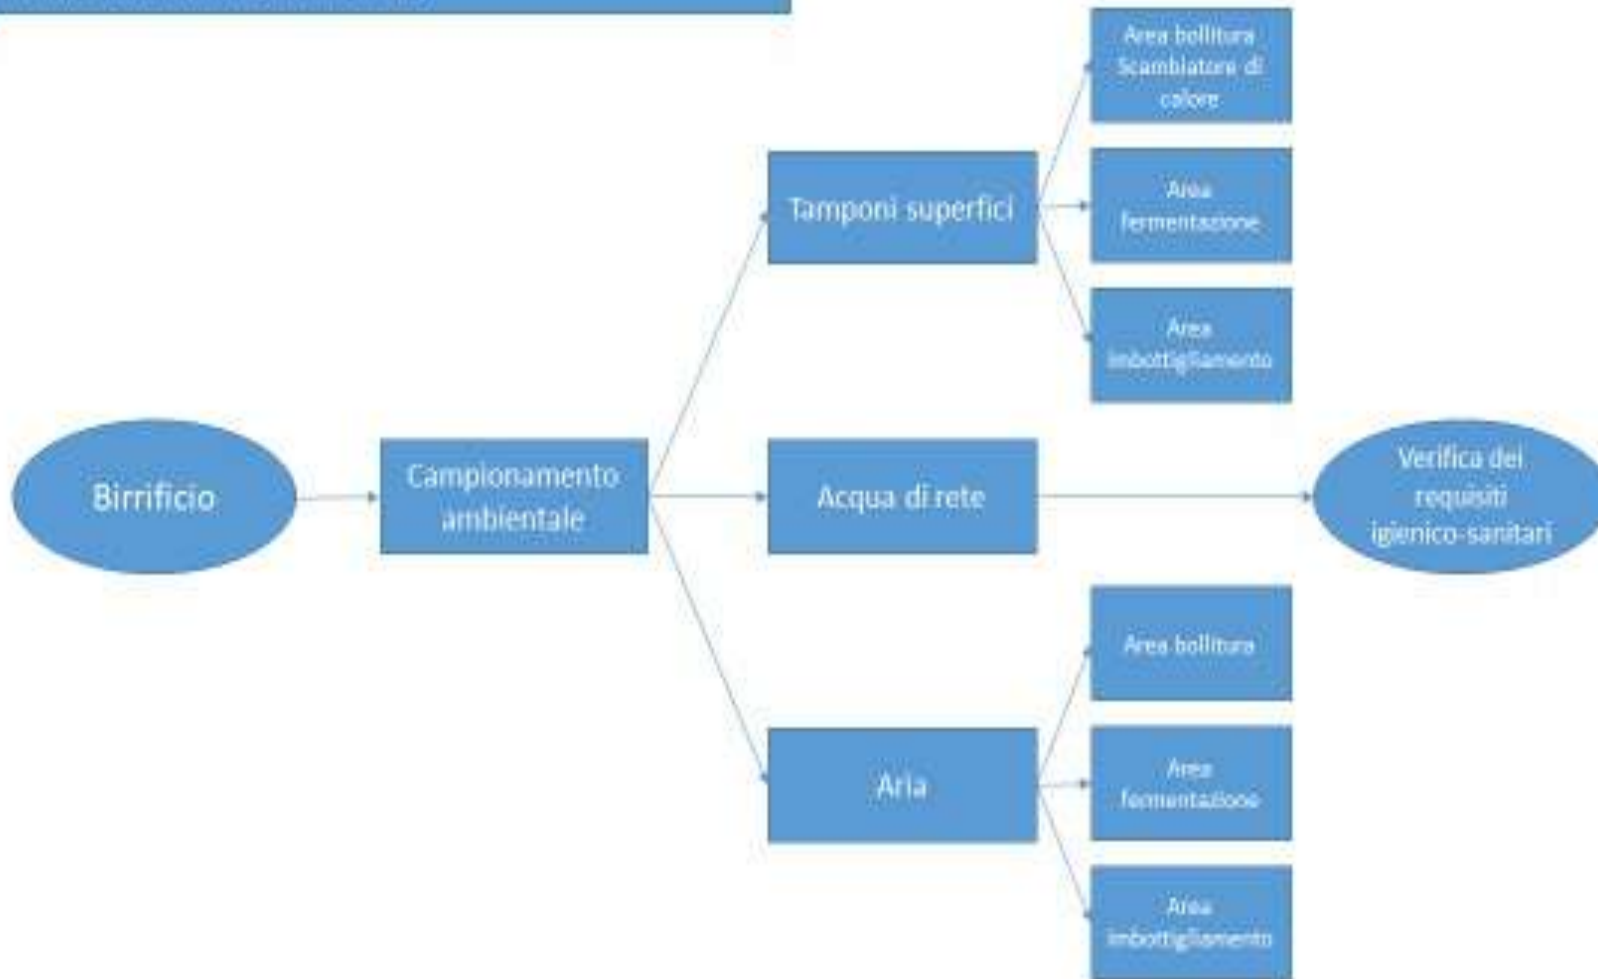 Birrificio
Campionamento
ambientale
Tamponi superfici
Area bollitura
Scambiatore di
calore
Area
fermentazione
Area
imbottigliamento
Acqua di rete
Verifica dei
requisiti
igienico-sanitari
Aria
Area bollitura
Area
fermentazione
Area
imbottigliamento